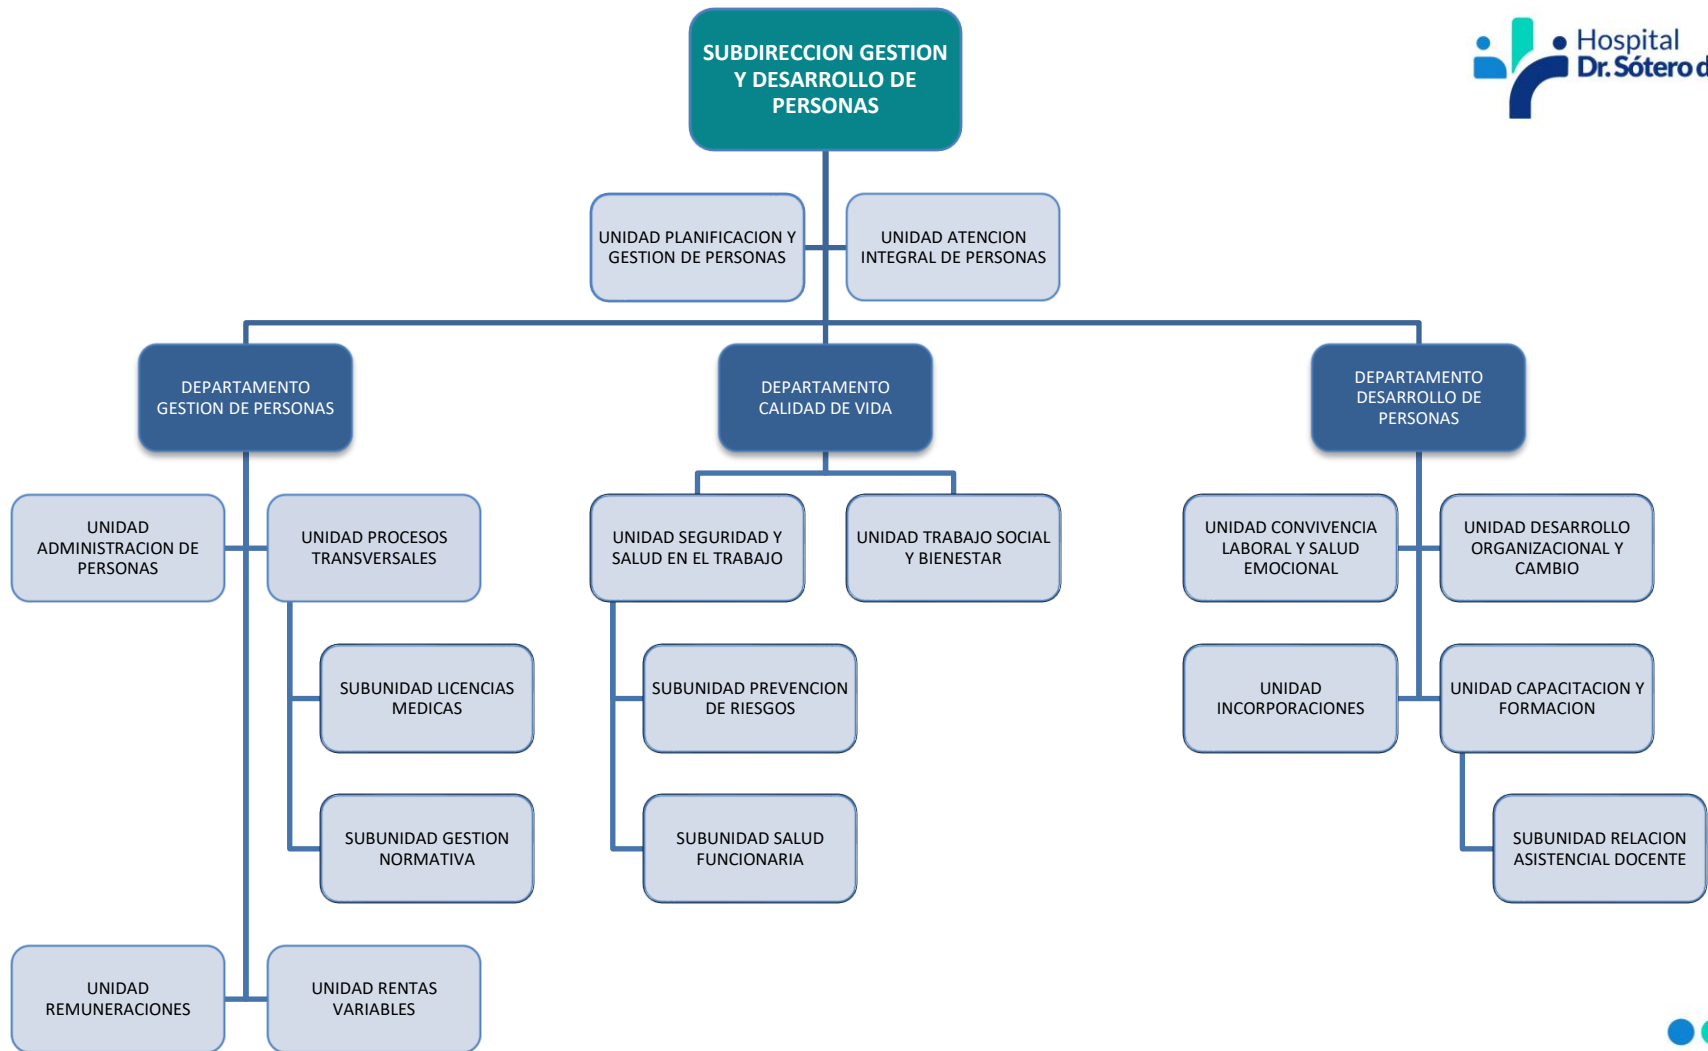 SUBDIRECCION GESTION
Y DESARROLLO DE
PERSONAS
Hospital
Dr. Sótero d
UNIDAD PLANIFICACION Y
GESTION DE PERSONAS
UNIDAD ATENCION
INTEGRAL DE PERSONAS
DEPARTAMENTO
GESTION DE PERSONAS
DEPARTAMENTO
CALIDAD DE VIDA
DEPARTAMENTO
DESARROLLO DE
PERSONAS
UNIDAD
ADMINISTRACION DE
PERSONAS
UNIDAD PROCESOS
TRANSVERSALES
UNIDAD SEGURIDAD Y
SALUD EN EL TRABAJO
UNIDAD TRABAJO SOCIAL
Y BIENESTAR
UNIDAD CONVIVENCIA
LABORAL Y SALUD
EMOCIONAL
UNIDAD DESARROLLO
ORGANIZACIONAL Y
CAMBIO
SUBUNIDAD LICENCIAS
MEDICAS
SUBUNIDAD PREVENCION
DE RIESGOS
UNIDAD
INCORPORACIONES
UNIDAD CAPACITACION Y
FORMACION
SUBUNIDAD GESTION
NORMATIVA
SUBUNIDAD SALUD
FUNCIONARIA
SUBUNIDAD RELACION
ASISTENCIAL DOCENTE
UNIDAD
REMUNERACIONES
UNIDAD RENTAS
VARIABLES